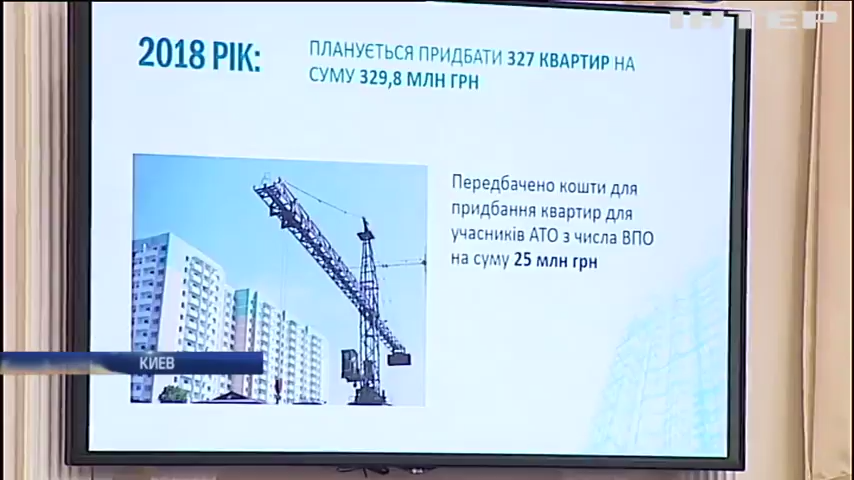 ІНТЕР
2018 РІК:
ПЛАНУЄТЬСЯ ПРИДБАТИ 327 КВАРТИР НА
СУМУ 329,8 МЛН ГРН
Передбачено кошти для
придбання квартир для
учасників АТО з числа ВПО
на суму 25 млн грн
КИЕВ